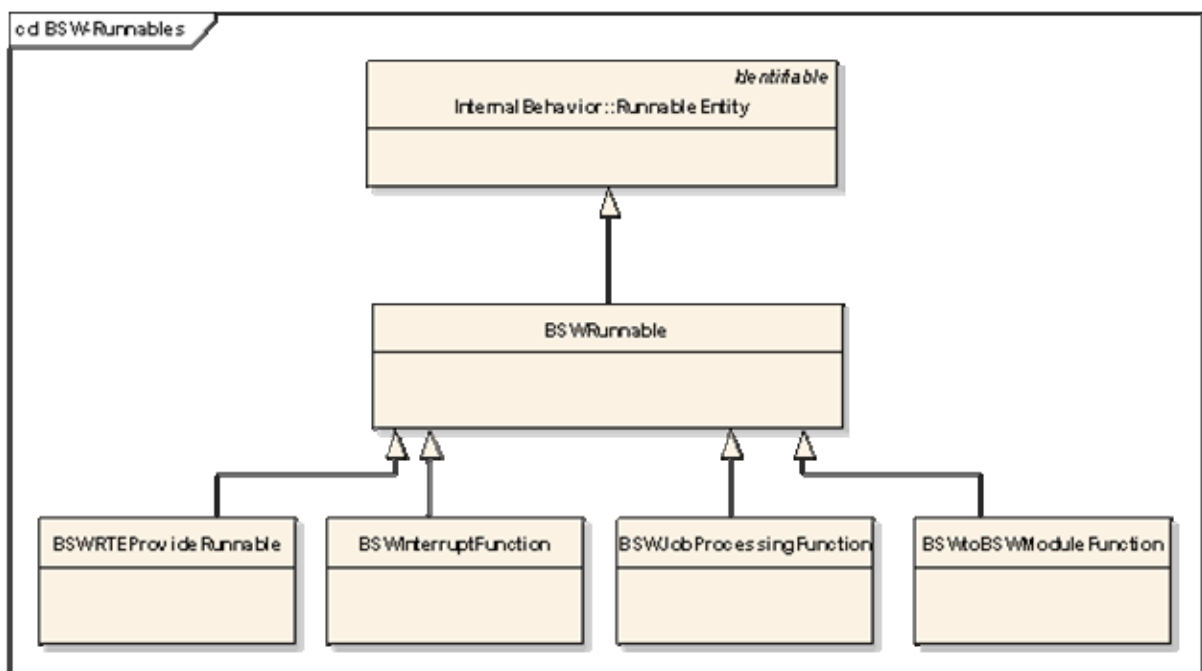 cd BSW-Runnables
Identifiable
InternalBehavior::RunnableEntity
BSWRunnable
BSWRTEProvideRunnable
BSWInterruptFunction
BSWJobProcessingFunction
BSWtoBSWModuleFunction